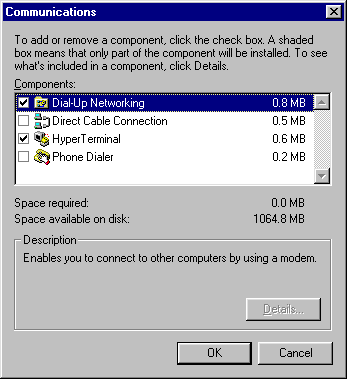 Communications
To add or remove a component, click the check box. A shaded
box means that only part of the component will be installed. To see
what's included in a component, click Details.
Components:
Dial-Up Networking 0.8 MB
Direct Cable Connection 0.5 MB
HyperTerminal 0.6 MB
Phone Dialer 0.2 MB
Space required: 0.0 MB
Space available on disk: 1064.8 MB
Description
Enables you to connect to other computers by using a modem.
Details...
OK Cancel